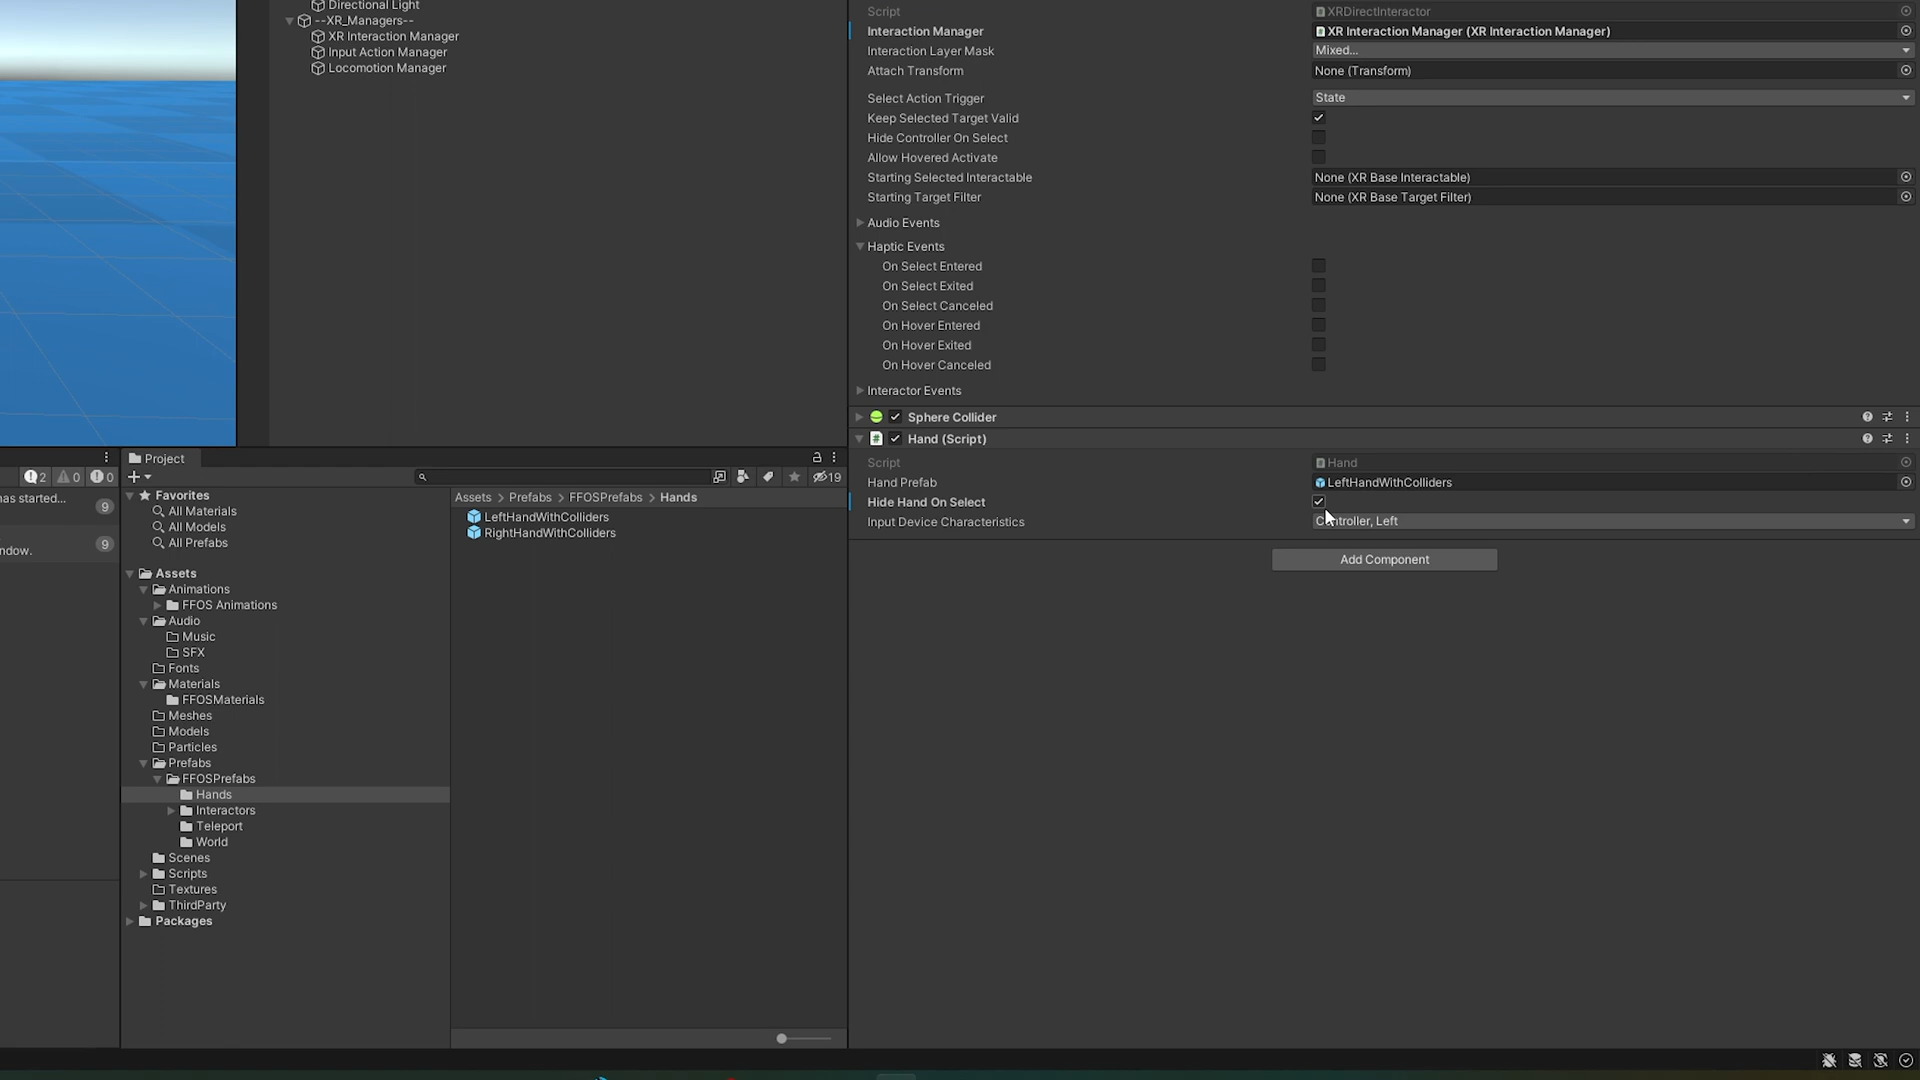 Directional Light
--XR_Managers--
XR Interaction Manager
Input Action Manager
Locomotion Manager
Script XRDirectInteractor
Interaction Manager XR Interaction Manager (XR Interaction Manager)
Interaction Layer Mask Mixed...
Attach Transform None (Transform)
Select Action Trigger State
Keep Selected Target Valid
Hide Controller On Select
Allow Hovered Activate
Starting Selected Interactable None (XR Base Interactable)
Starting Target Filter None (XR Base Target Filter)
Audio Events
Haptic Events
On Select Entered
On Select Exited
On Select Canceled
On Hover Entered
On Hover Exited
On Hover Canceled
Interactor Events
Sphere Collider
Hand (Script)
Script Hand
Hand Prefab LeftHandWithColliders
Hide Hand On Select
Input Device Characteristics Controller, Left
Add Component
2 0 0
has started... 9
ndow. 9
Project
19
Favorites
All Materials
All Models
All Prefabs
Assets
Animations
FFOS Animations
Audio
Music
SFX
Fonts
Materials
FFOSMaterials
Meshes
Models
Particles
Prefabs
FFOSPrefabs
Hands
Interactors
Teleport
World
Scenes
Scripts
Textures
ThirdParty
Packages
Assets > Prefabs > FFOSPrefabs > Hands
LeftHandWithColliders
RightHandWithColliders